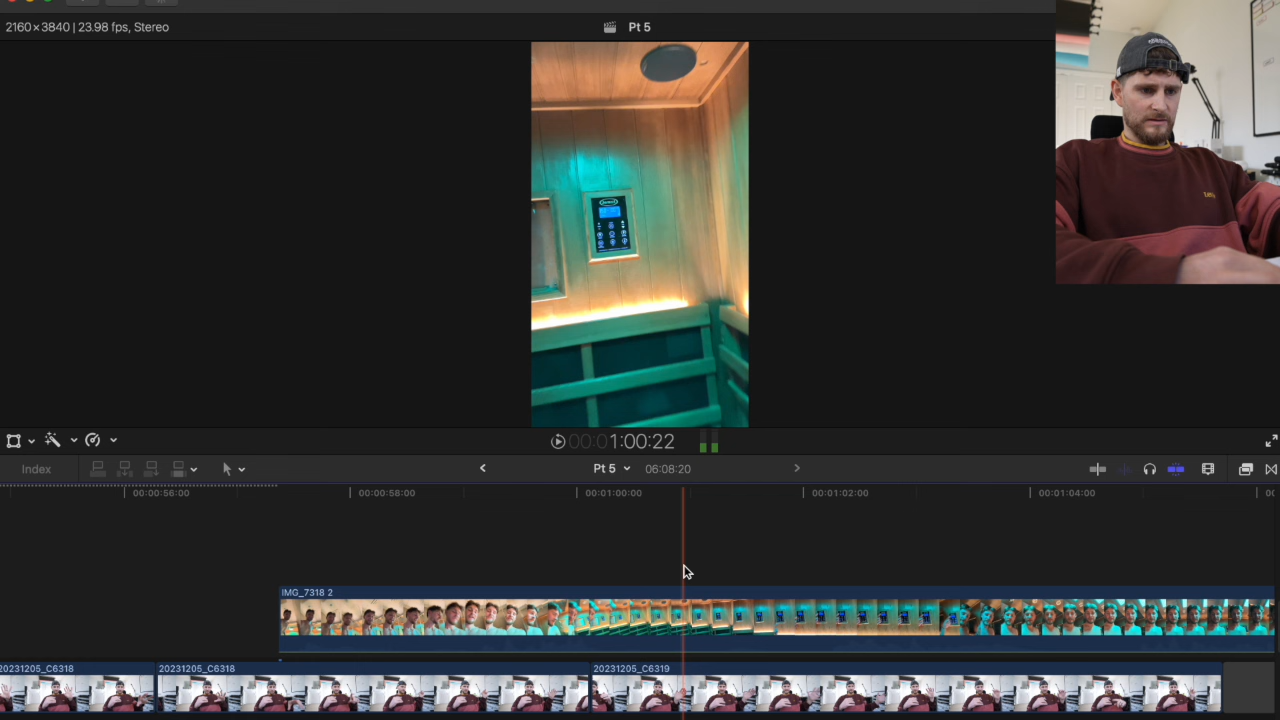 2160×3840 | 23.98 fps, Stereo
Pt 5
00:01:00:22
Index
Pt 5
06:08:20
00:00:56:00
00:00:58:00
00:01:00:00
00:01:02:00
00:01:04:00
IMG_7318 2
20231205_C6318
20231205_C6318
20231205_C6319